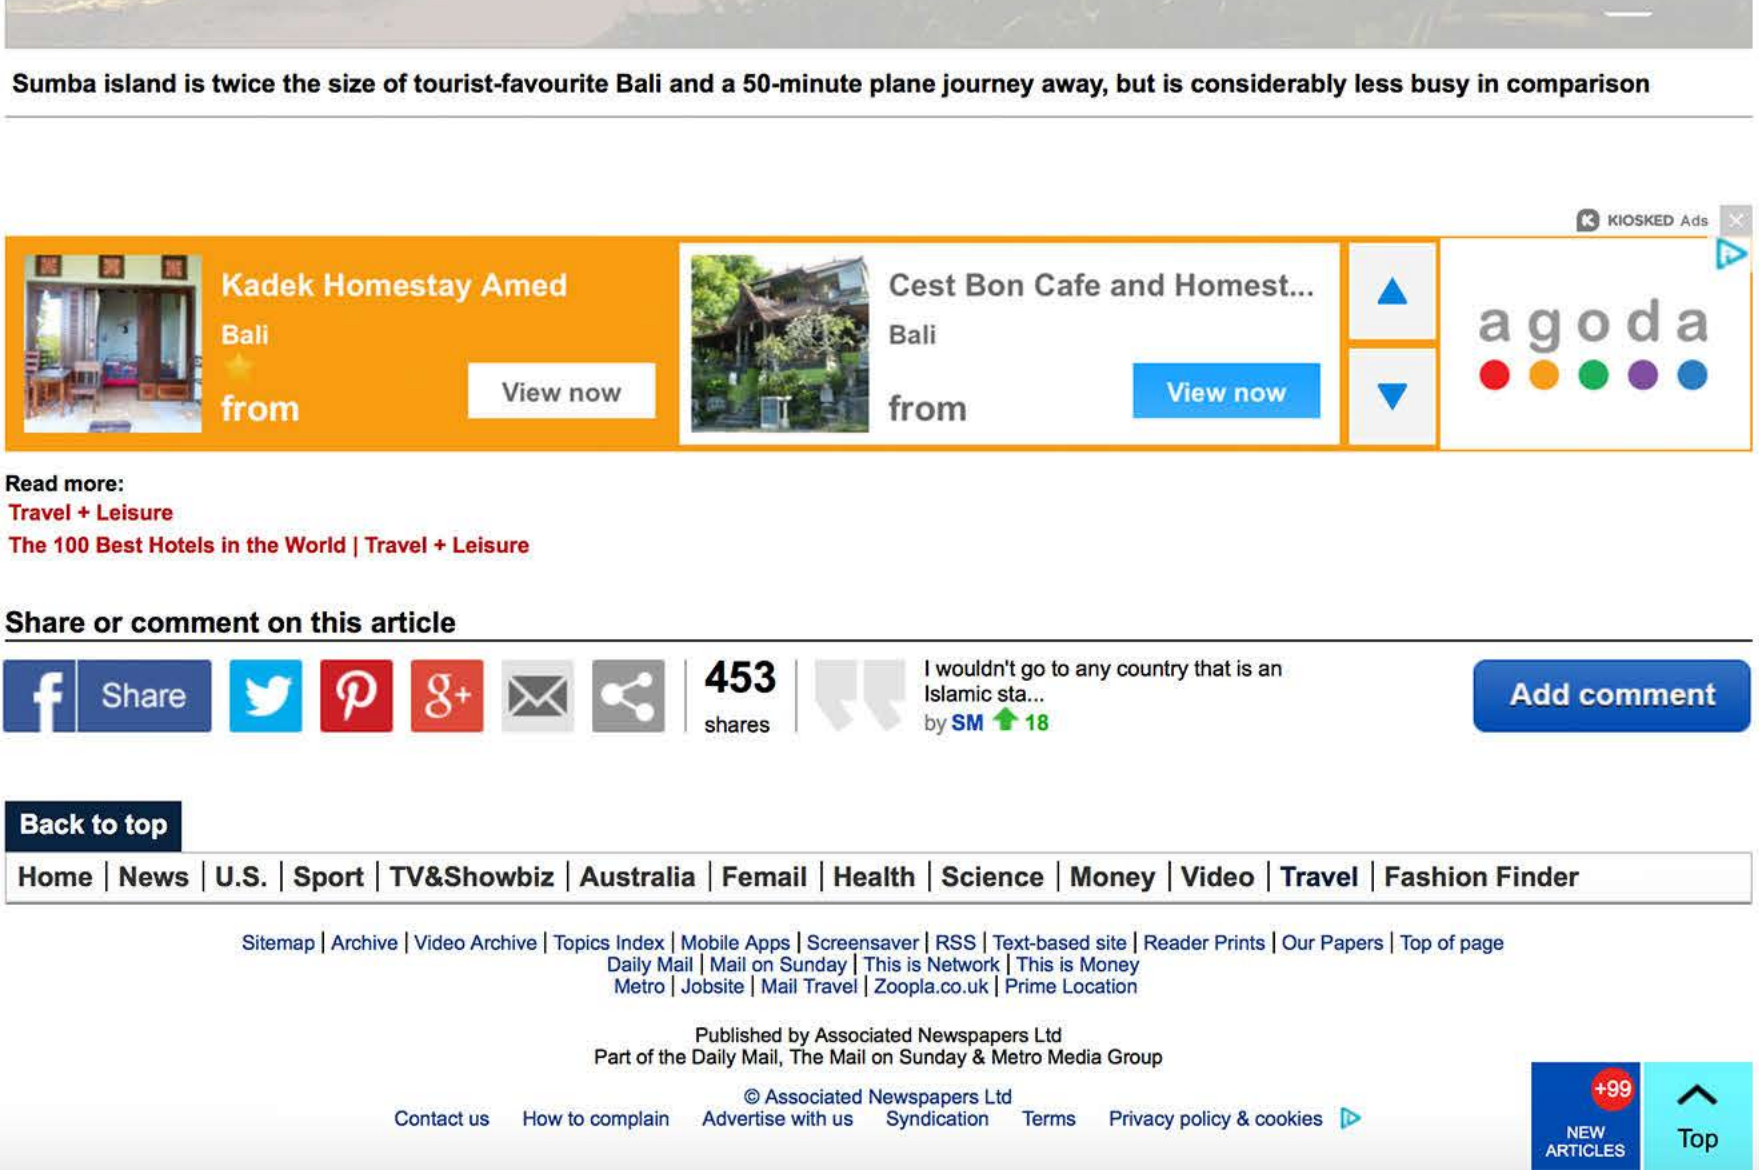 Sumba island is twice the size of tourist-favourite Bali and a 50-minute plane journey away, but is considerably less busy in comparison
KIOSKED Ads
Kadek Homestay Amed
Bali
from
View now
Cest Bon Cafe and Homest...
Bali
from
View now
agoda
Read more:
Travel + Leisure
The 100 Best Hotels in the World | Travel + Leisure
Share or comment on this article
Share
453
shares
I wouldn't go to any country that is an
Islamic sta...
by SM 18
Add comment
Back to top
Home | News | U.S. | Sport | TV&Showbiz | Australia | Femail | Health | Science | Money | Video | Travel | Fashion Finder
Sitemap | Archive | Video Archive | Topics Index | Mobile Apps | Screensaver | RSS | Text-based site | Reader Prints | Our Papers | Top of page
Daily Mail | Mail on Sunday | This is Network | This is Money
Metro | Jobsite | Mail Travel | Zoopla.co.uk | Prime Location
Published by Associated Newspapers Ltd
Part of the Daily Mail, The Mail on Sunday & Metro Media Group
© Associated Newspapers Ltd
Contact us How to complain Advertise with us Syndication Terms Privacy policy & cookies
+99
NEW
ARTICLES
Top